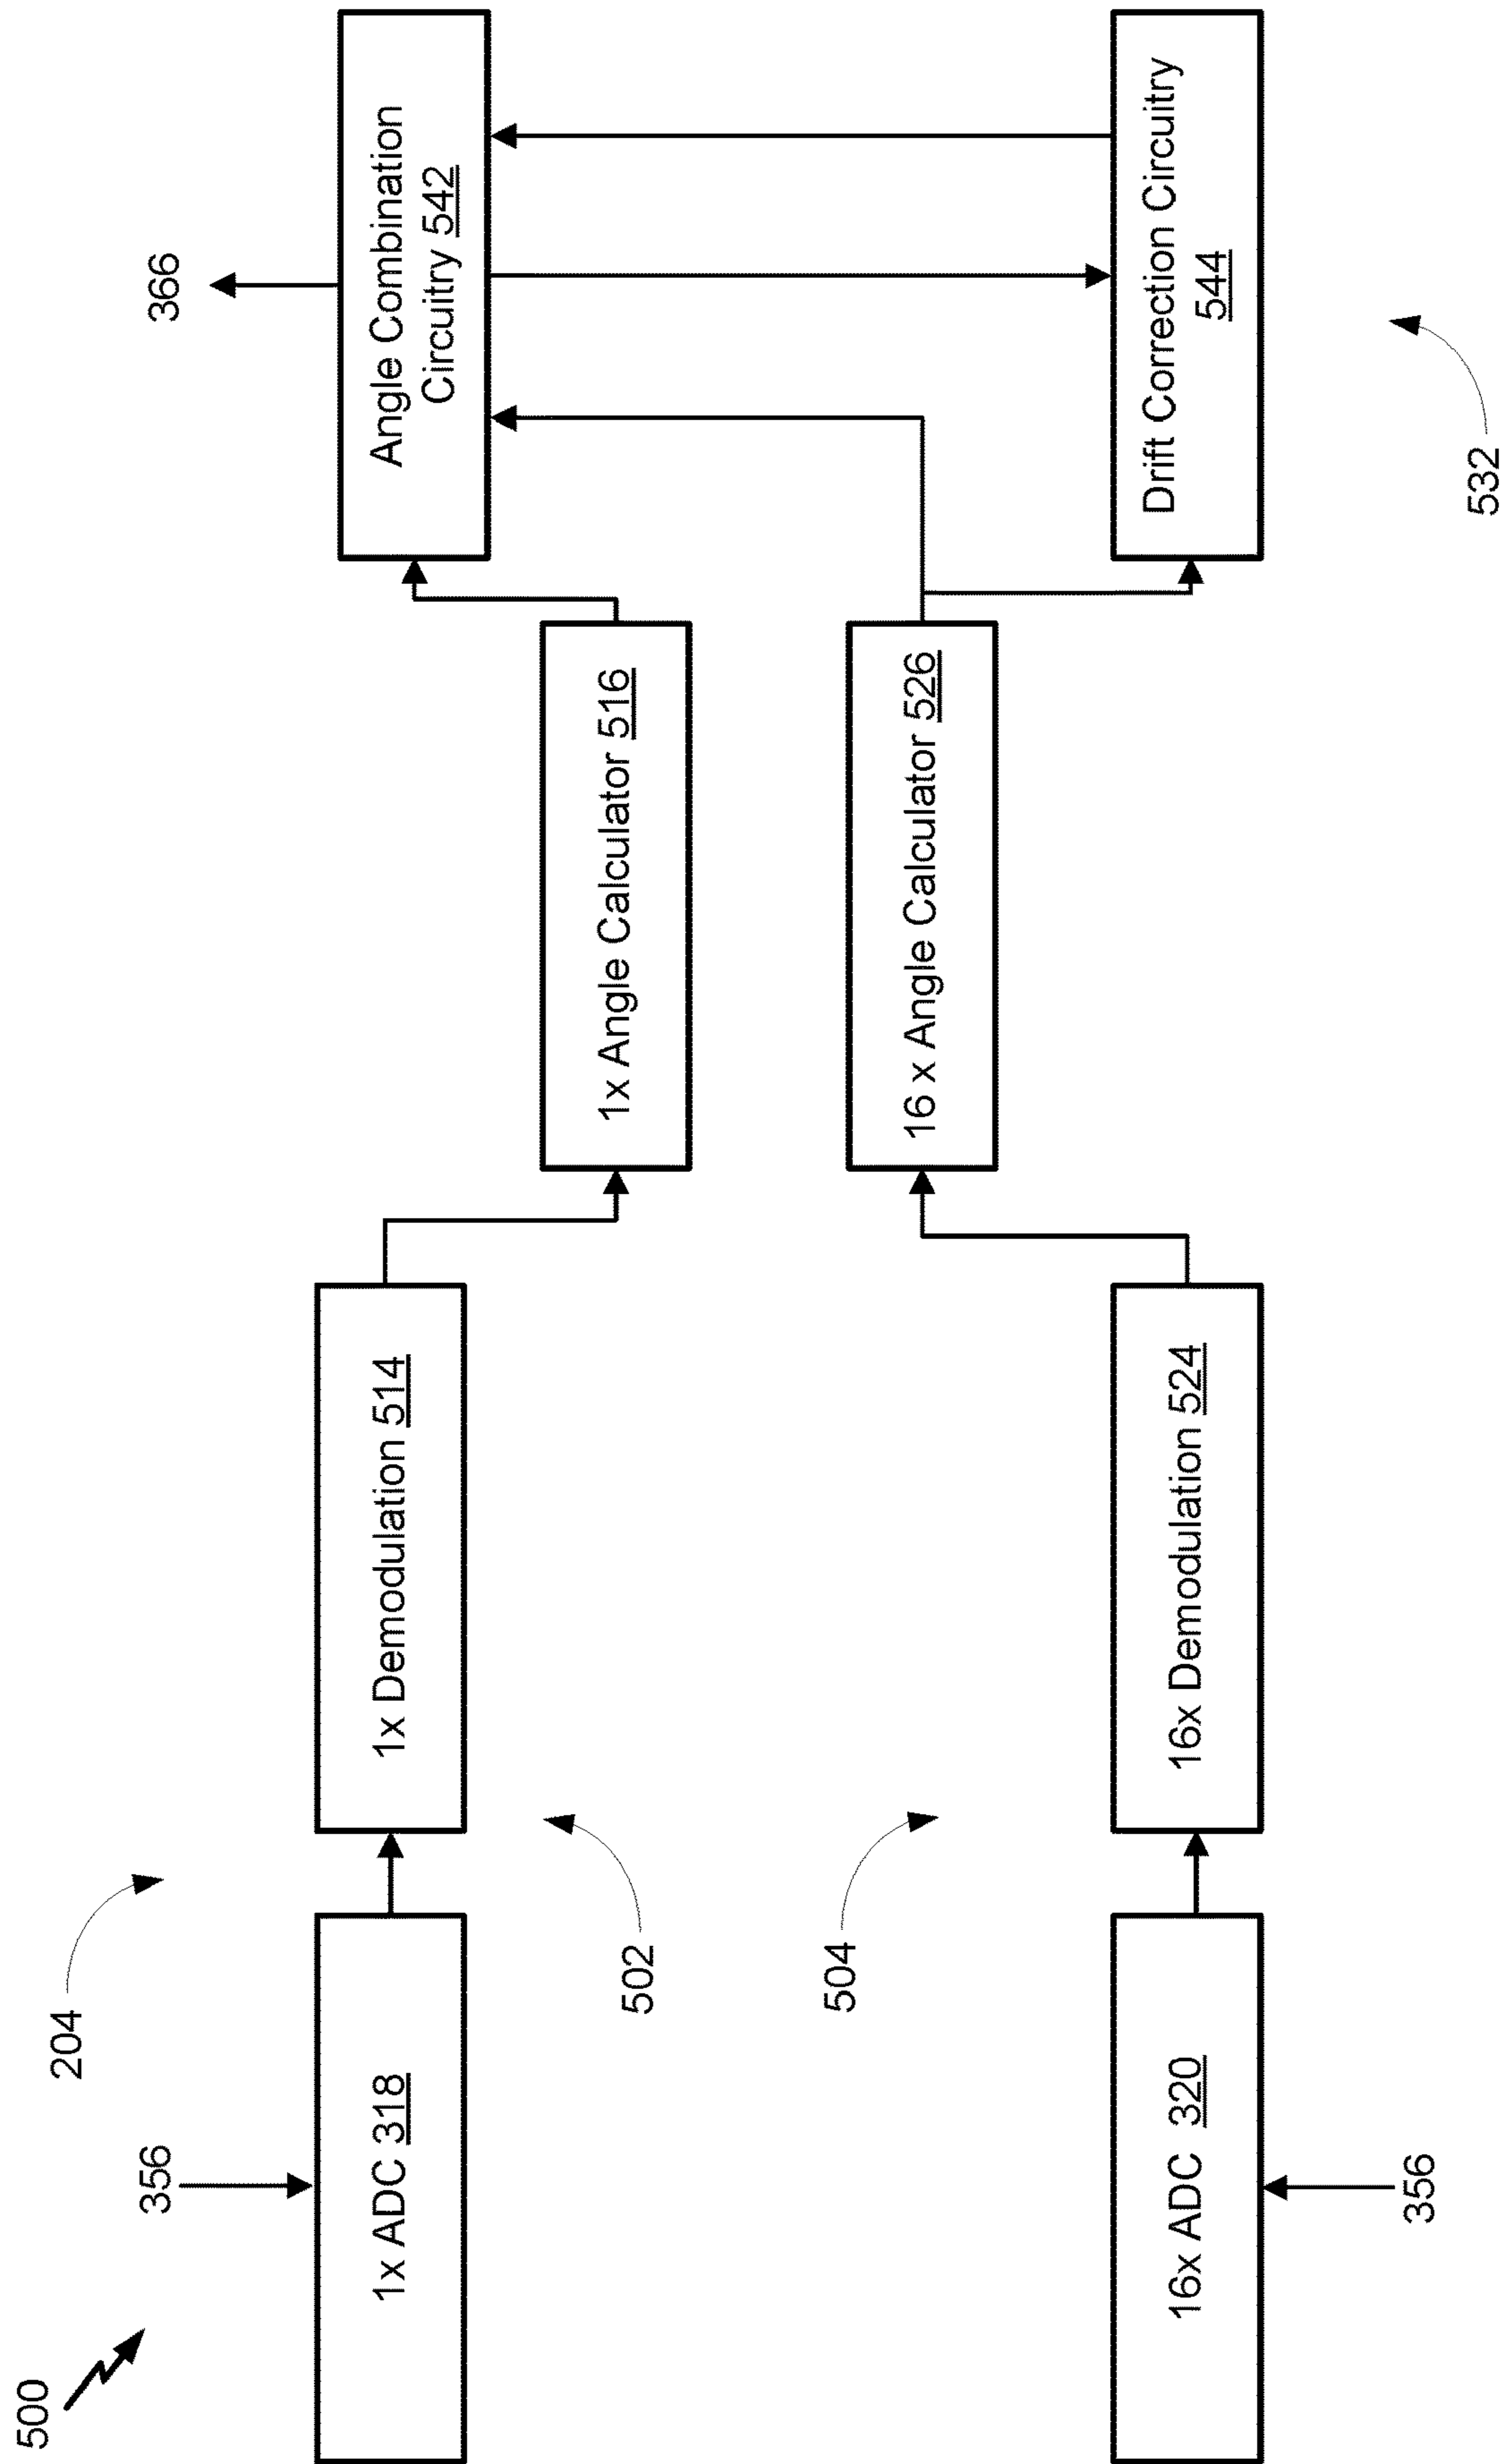 500
204
356
1x ADC 318
1x Demodulation 514
502
1x Angle Calculator 516
366
Angle Combination
Circuitry 542
504
16 x Angle Calculator 526
16x ADC 320
356
16x Demodulation 524
Drift Correction Circuitry
544
532